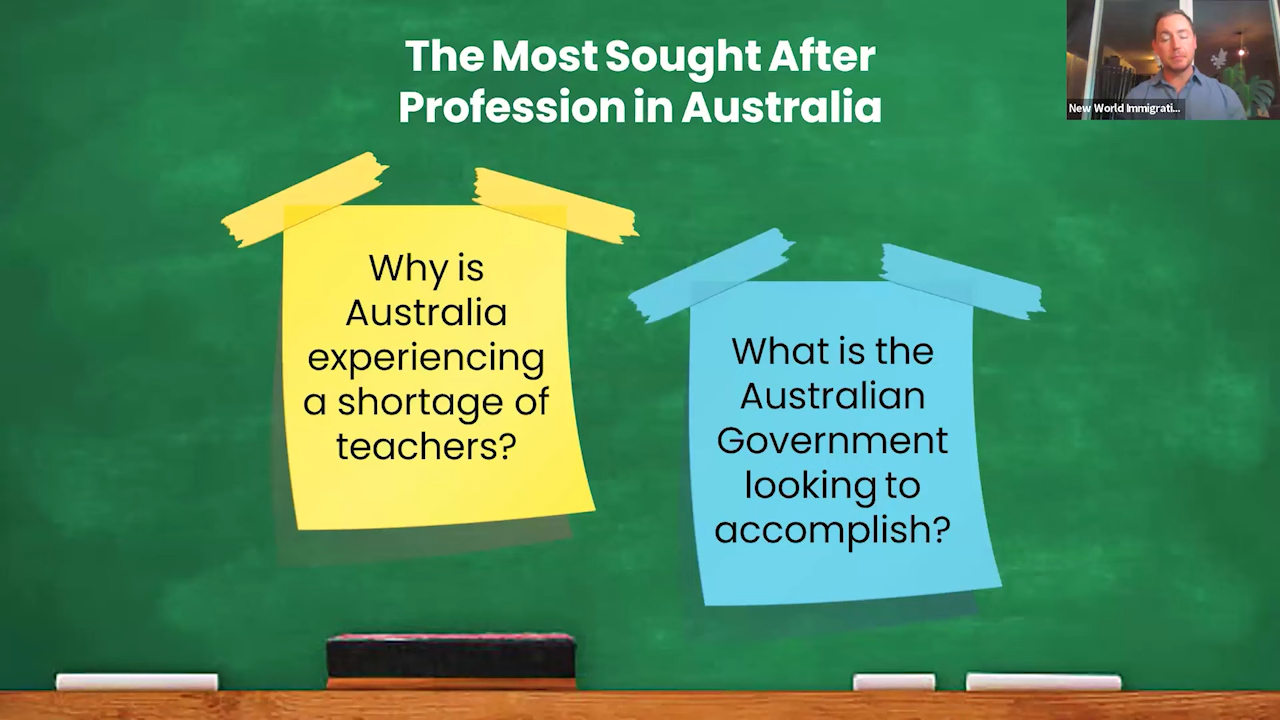 The Most Sought After
Profession in Australia
New World Immigrati...
Why is
Australia
experiencing
a shortage of
teachers?
What is the
Australian
Government
looking to
accomplish?